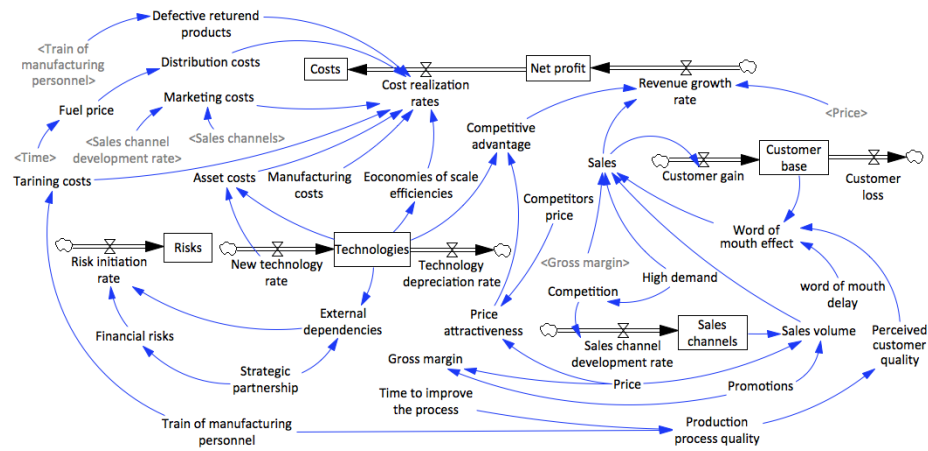 Defective returend
products
<Train of
manufacturing
personnel>
Distribution costs
Costs
Net profit
Cost realization
rates
Revenue growth
rate
Marketing costs
Fuel price
<Price>
<Sales channel
development rate>
<Sales channels>
Competitive
advantage
<Time>
Sales
Customer
base
Customer gain
Customer
loss
Tarining costs
Asset costs
Manufacturing
costs
Eoconomies of scale
efficiencies
Competitors
price
Word of
mouth effect
Risks
Risk initiation
rate
Technologies
New technology
rate
Technology
depreciation rate
<Gross margin>
High demand
word of mouth
delay
Competition
External
dependencies
Price
attractiveness
Sales
channels
Sales channel
development rate
Sales volume
Perceived
customer
quality
Financial risks
Gross margin
Strategic
partnership
Price
Promotions
Time to improve
the process
Train of manufacturing
personnel
Production
process quality